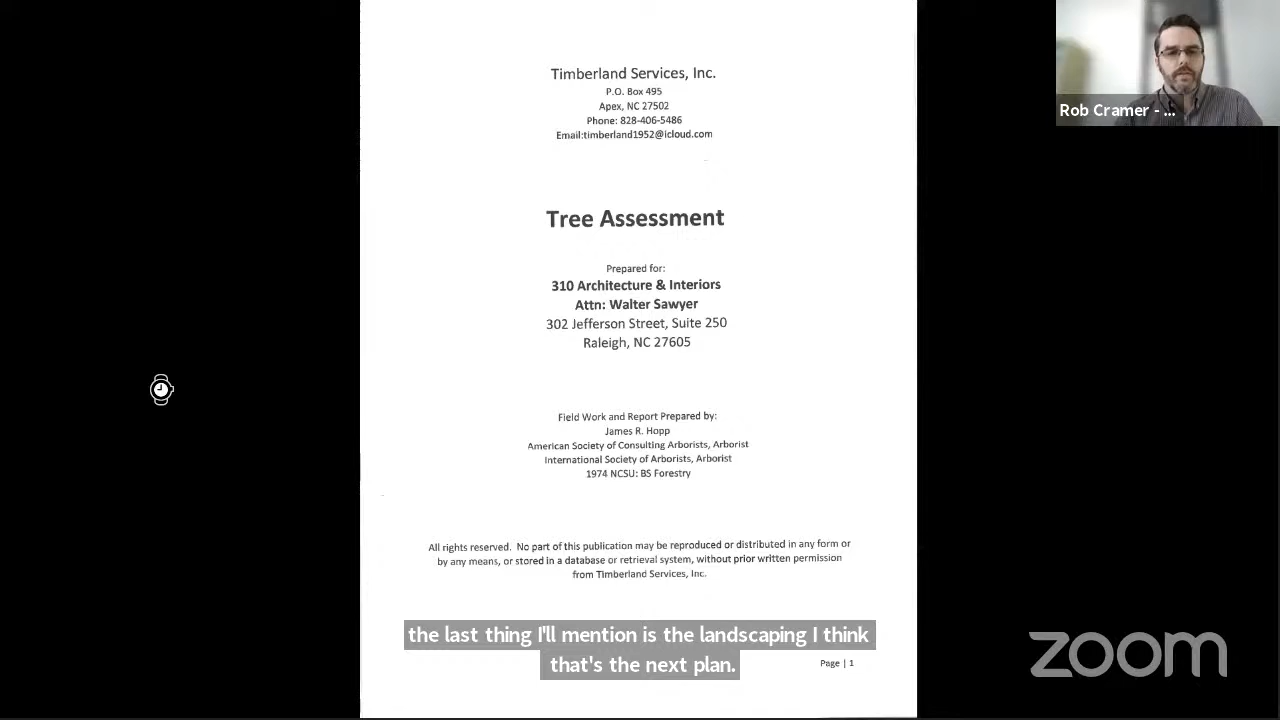 Timberland Services, Inc.
P.O. Box 495
Apex, NC 27502
Phone: 828-406-5486
Email:timberland1952@icloud.com
Rob Cramer - ...
Tree Assessment
Prepared for:
310 Architecture & Interiors
Attn: Walter Sawyer
302 Jefferson Street, Suite 250
Raleigh, NC 27605
Field Work and Report Prepared by:
James R. Hopp
American Society of Consulting Arborists, Arborist
International Society of Arborists, Arborist
1974 NCSU: BS Forestry
All rights reserved. No part of this publication may be reproduced or distributed in any form or
by any means, or stored in a database or retrieval system, without prior written permission
from Timberland Services, Inc.
the last thing I'll mention is the landscaping I think
that's the next plan.
Page | 1
zoom